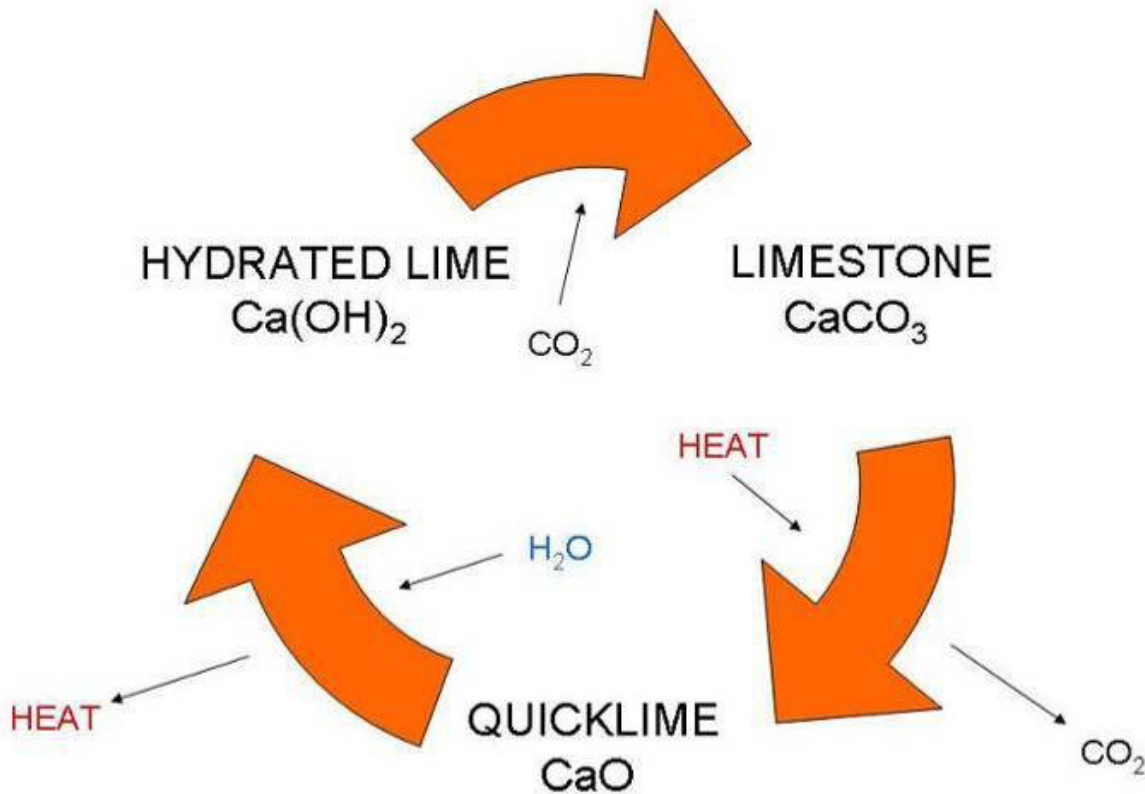 HYDRATED LIME
Ca(OH)₂
LIMESTONE
CaCO₃
CO₂
HEAT
H₂O
HEAT
QUICKLIME
CaO
CO₂